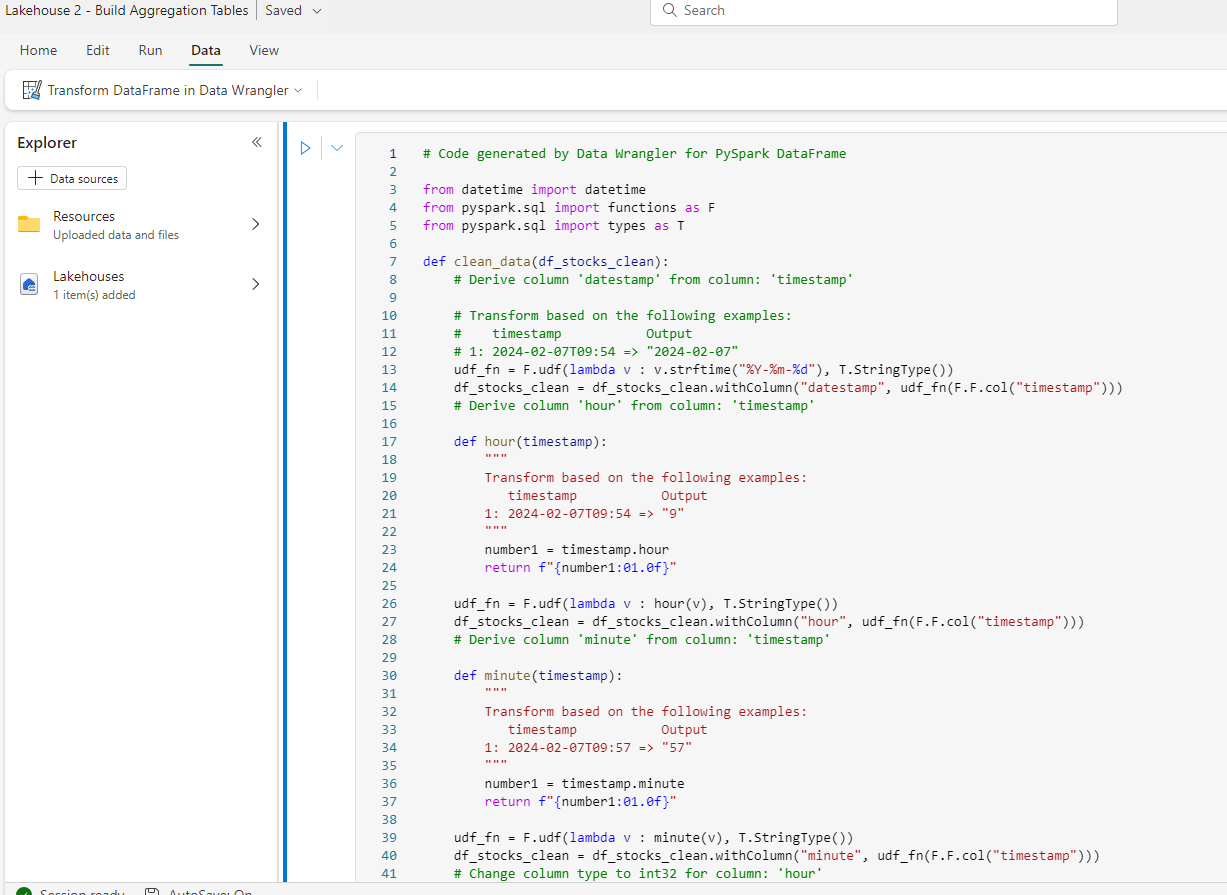 Lakehouse 2 - Build Aggregation Tables | Saved
Search
Home Edit Run Data View
Transform DataFrame in Data Wrangler
Explorer
Data sources
Resources
Uploaded data and files
Lakehouses
1 item(s) added
1 # Code generated by Data Wrangler for PySpark DataFrame
2
3 from datetime import datetime
4 from pyspark.sql import functions as F
5 from pyspark.sql import types as T
6
7 def clean_data(df_stocks_clean):
8     # Derive column 'datestamp' from column: 'timestamp'
9
10     # Transform based on the following examples:
11     #    timestamp           Output
12     # 1: 2024-02-07T09:54 => "2024-02-07"
13     udf_fn = F.udf(lambda v : v.strftime("%Y-%m-%d"), T.StringType())
14     df_stocks_clean = df_stocks_clean.withColumn("datestamp", udf_fn(F.F.col("timestamp")))
15     # Derive column 'hour' from column: 'timestamp'
16
17     def hour(timestamp):
18         """
19         Transform based on the following examples:
20            timestamp           Output
21         1: 2024-02-07T09:54 => "9"
22         """
23         number1 = timestamp.hour
24         return f"{number1:01.0f}"
25
26     udf_fn = F.udf(lambda v : hour(v), T.StringType())
27     df_stocks_clean = df_stocks_clean.withColumn("hour", udf_fn(F.F.col("timestamp")))
28     # Derive column 'minute' from column: 'timestamp'
29
30     def minute(timestamp):
31         """
32         Transform based on the following examples:
33            timestamp           Output
34         1: 2024-02-07T09:57 => "57"
35         """
36         number1 = timestamp.minute
37         return f"{number1:01.0f}"
38
39     udf_fn = F.udf(lambda v : minute(v), T.StringType())
40     df_stocks_clean = df_stocks_clean.withColumn("minute", udf_fn(F.F.col("timestamp")))
41     # Change column type to int32 for column: 'hour'
Session ready AutoSave: On